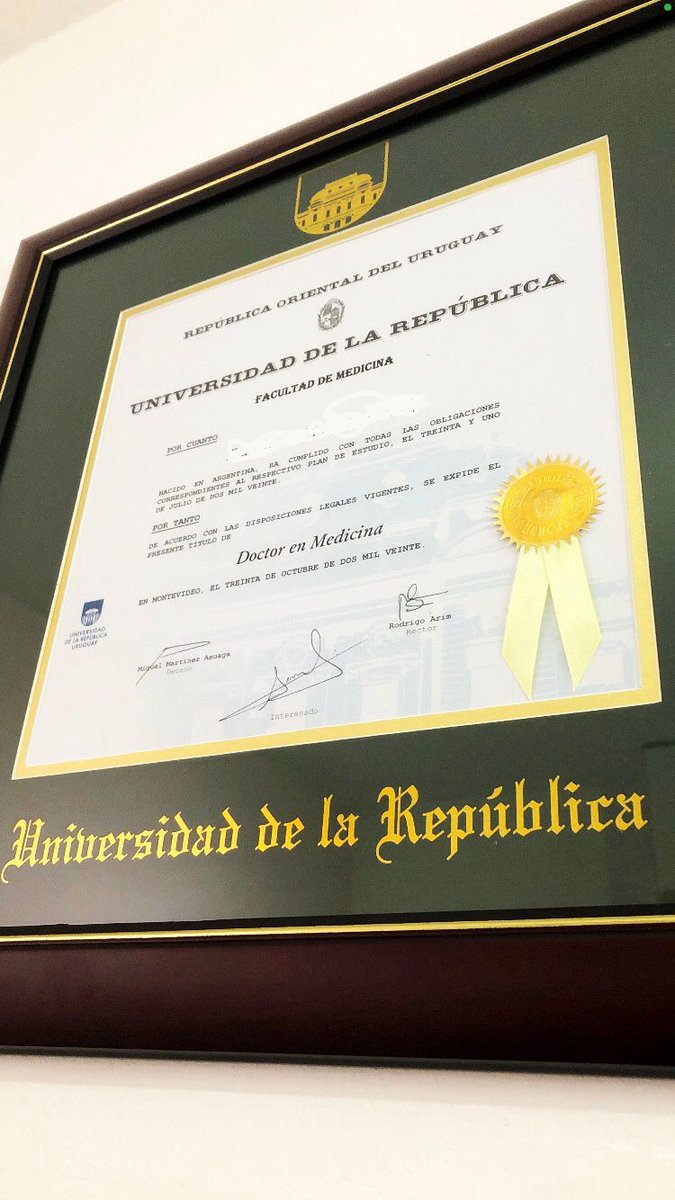 REPÚBLICA ORIENTAL DEL URUGUAY
UNIVERSIDAD DE LA REPÚBLICA
FACULTAD DE MEDICINA
POR CUANTO
NACIDO EN ARGENTINA, HA CUMPLIDO CON TODAS LAS OBLIGACIONES
CORRESPONDIENTES AL RESPECTIVO PLAN DE ESTUDIO, EL TREINTA Y UNO
DE JULIO DE DOS MIL VEINTE.
POR TANTO
DE ACUERDO CON LAS DISPOSICIONES LEGALES VIGENTES, SE EXPIDE EL
PRESENTE TÍTULO DE
Doctor en Medicina
EN MONTEVIDEO, EL TREINTA DE OCTUBRE DE DOS MIL VEINTE.
UNIVERSIDAD
DE LA REPÚBLICA
URUGUAY
Miguel Martinez Asuaga
Decano
Rodrigo Arim
Rector
Interesado
Universidad de la República